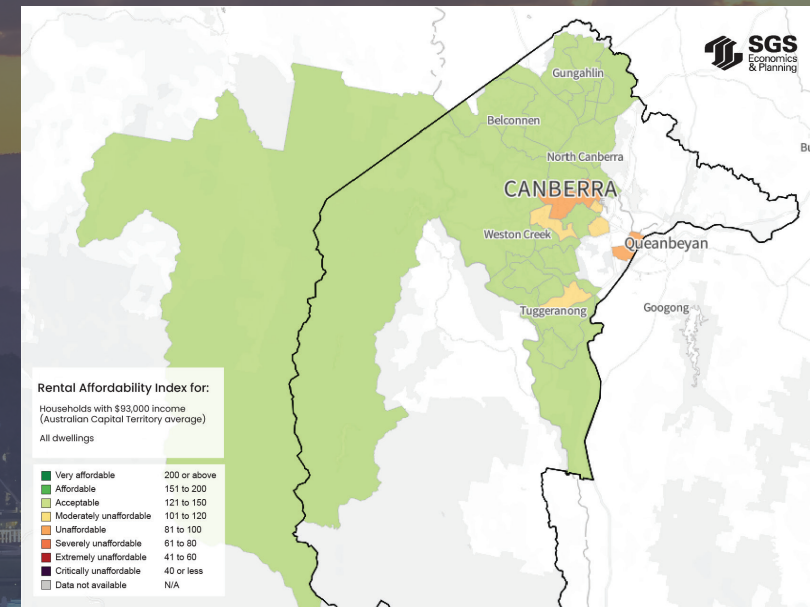 SGS
Economics
& Planning
Gungahlin
Belconnen
North Canberra
CANBERRA
Weston Creek
Queanbeyan
Tuggeranong
Googong
Rental Affordability Index for:
Households with $93,000 income
(Australian Capital Territory average)
All dwellings
Very affordable 200 or above
Affordable 151 to 200
Acceptable 121 to 150
Moderately unaffordable 101 to 120
Unaffordable 81 to 100
Severely unaffordable 61 to 80
Extremely unaffordable 41 to 60
Critically unaffordable 40 or less
Data not available N/A